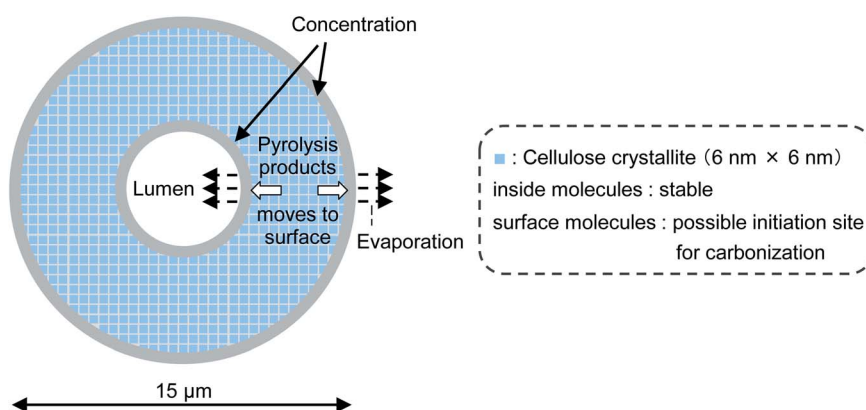 Concentration
Pyrolysis
products
Lumen
moves to
surface
Evaporation
15 µm
: Cellulose crystallite (6 nm × 6 nm)
inside molecules : stable
surface molecules : possible initiation site
for carbonization